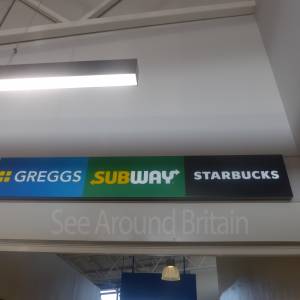 GREGGS SUBWAY STARBUCKS
See Around Britain